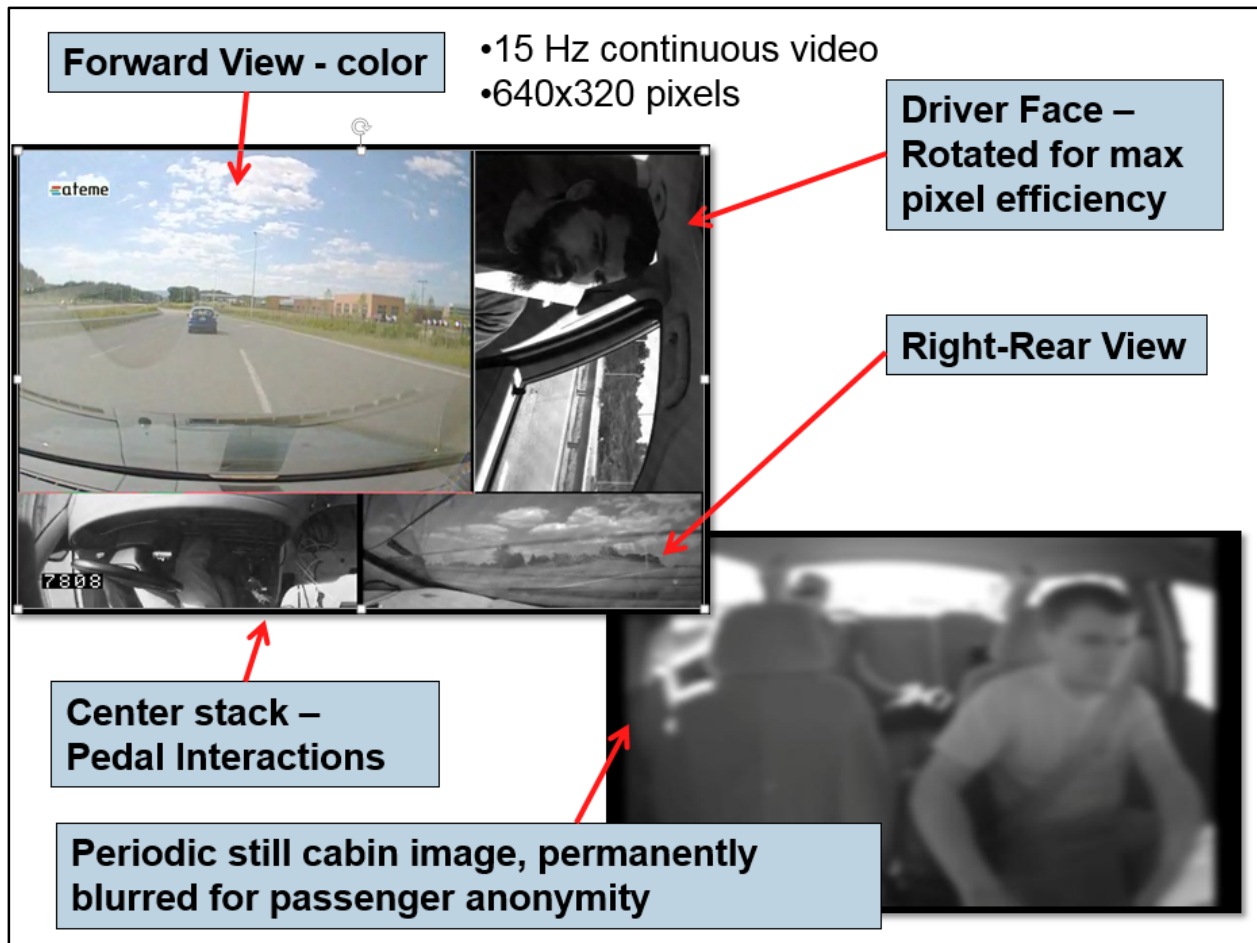 Forward View - color
•15 Hz continuous video
•640x320 pixels
Driver Face –
Rotated for max
pixel efficiency
ateme
Right-Rear View
7808
Center stack –
Pedal Interactions
Periodic still cabin image, permanently
blurred for passenger anonymity